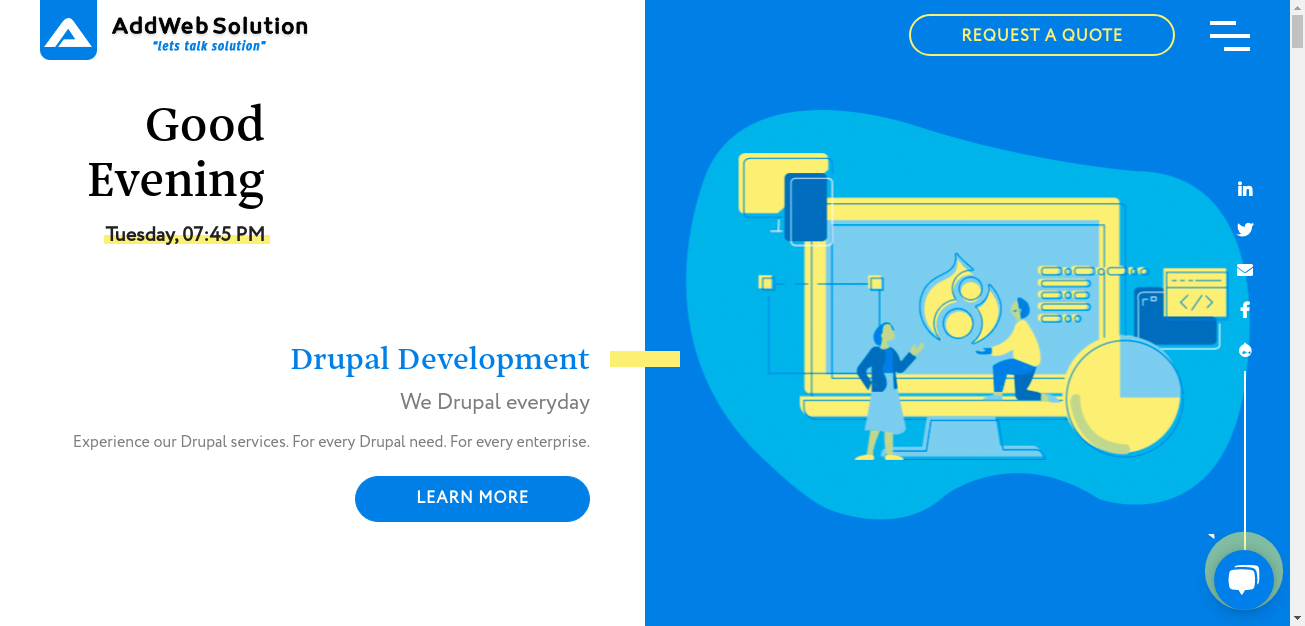 AddWeb Solution
"lets talk solution"
REQUEST A QUOTE
Good
Evening
Tuesday, 07:45 PM
Drupal Development
We Drupal everyday
Experience our Drupal services. For every Drupal need. For every enterprise.
LEARN MORE